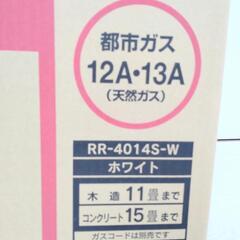 都市ガス
12A・13A
（天然ガス）
RR-4014S-W
ホワイト
木造 11畳まで
コンクリート 15畳まで
ガスコードは別売です